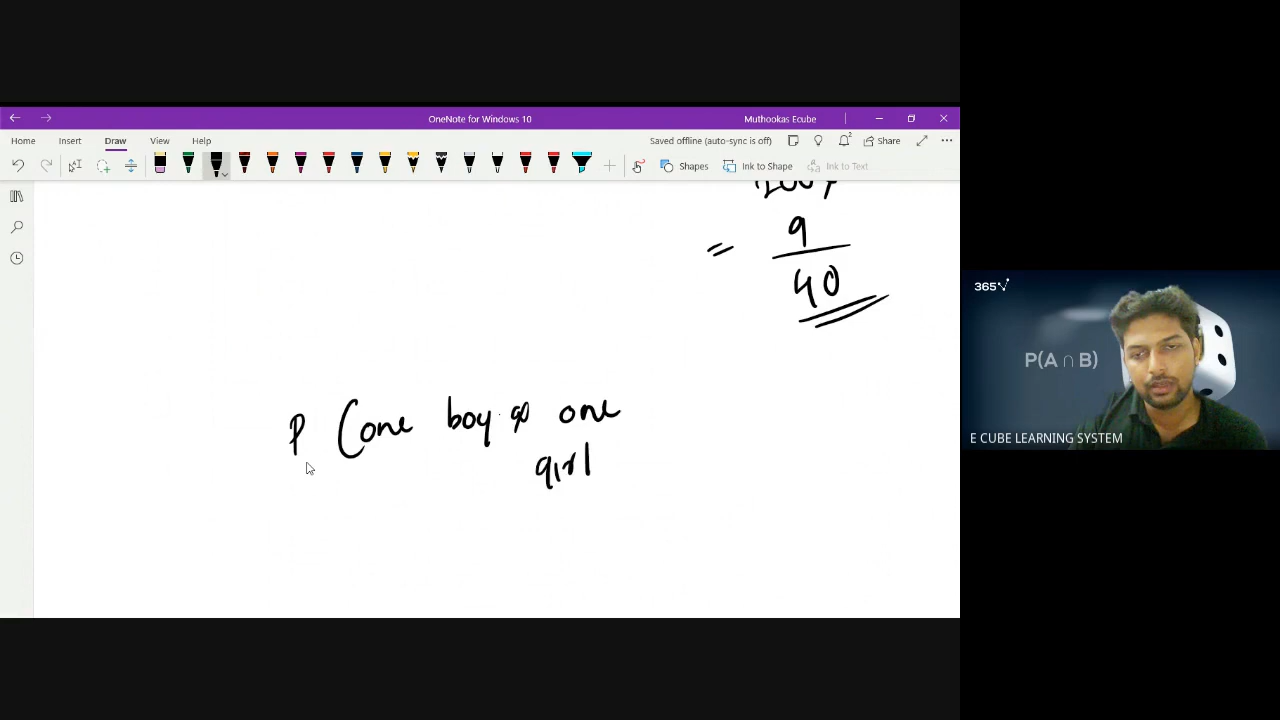 OneNote for Windows 10
Muthookas Ecube
Home Insert Draw View Help
Saved offline (auto-sync is off)
Share
Shapes
Ink to Shape
Ink to Text
9
= 40
P (one boy & one
girl
365
P(A ∩ B)
E CUBE LEARNING SYSTEM